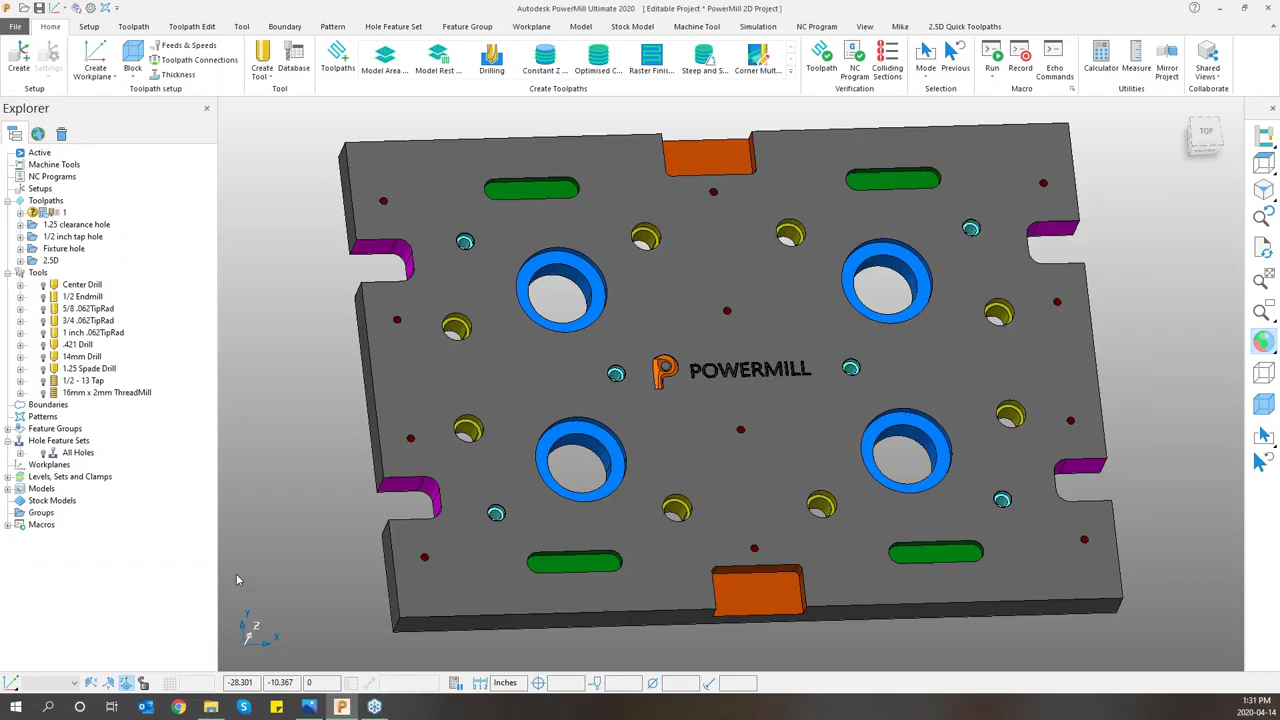 Autodesk PowerMill Ultimate 2020 - [ Editable Project * PowerMill 2D Project ]
File Home Setup Toolpath Toolpath Edit Tool Boundary Pattern Hole Feature Set Feature Group Workplane Model Stock Model Machine Tool Simulation NC Program View Mike 2.5D Quick Toolpaths
Create
Settings
Setup
Create Workplane
Block
Feeds & Speeds
Toolpath Connections
Thickness
Toolpath setup
Create Tool
Database
Tool
Toolpaths
Model Area ...
Model Rest ...
Drilling
Constant Z ...
Optimised C...
Raster Finis...
Steep and S...
Corner Mult...
Create Toolpaths
Toolpath
NC Program
Colliding Sections
Verification
Mode
Previous
Selection
Run
Record
Echo Commands
Macro
Calculator
Measure
Mirror Project
Utilities
Shared Views
Collaborate
Explorer
Active
Machine Tools
NC Programs
Setups
Toolpaths
1
1.25 clearance hole
1/2 inch tap hole
Fixture hole
2.5D
Tools
Center Drill
1/2 Endmill
5/8 .062TipRad
3/4 .062TipRad
1 inch .062TipRad
.421 Drill
14mm Drill
1.25 Spade Drill
1/2 - 13 Tap
16mm x 2mm ThreadMill
Boundaries
Patterns
Feature Groups
Hole Feature Sets
All Holes
Workplanes
Levels, Sets and Clamps
Models
Stock Models
Groups
Macros
TOP
P POWERMILL
Y
Z
X
-28.301 -10.367 0 Inches
1:31 PM
2020-04-14